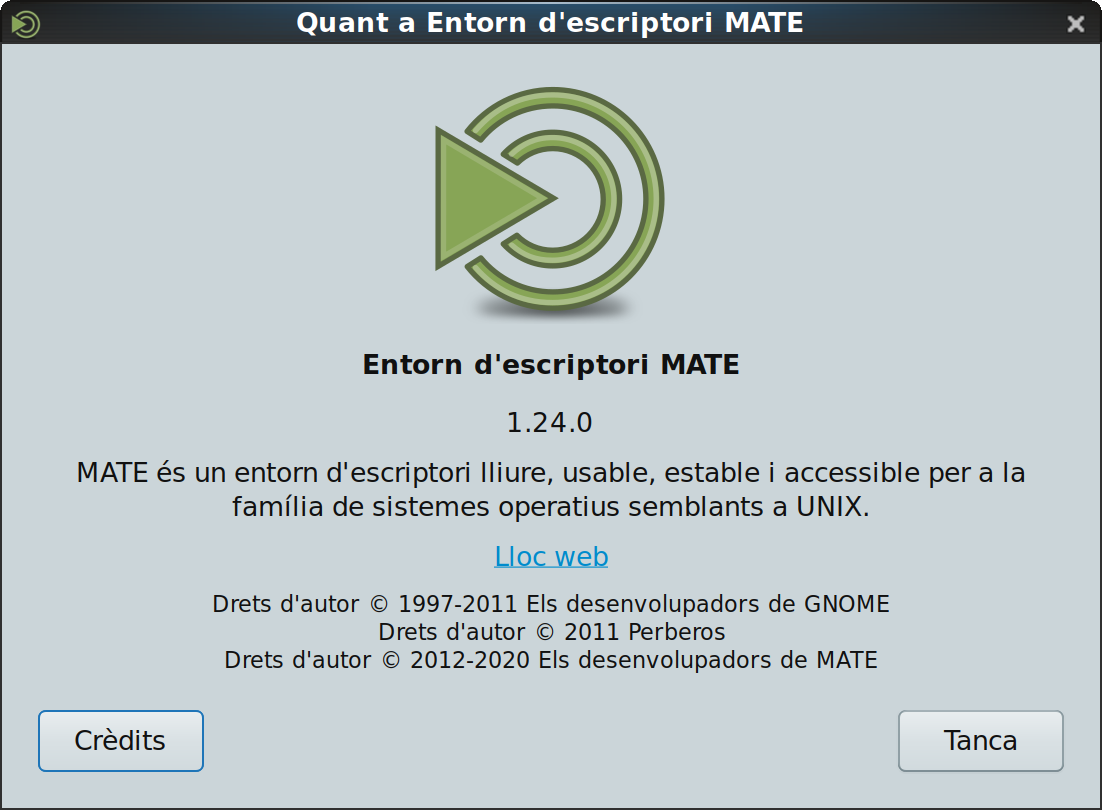 Quant a Entorn d'escriptori MATE
Entorn d'escriptori MATE
1.24.0
MATE és un entorn d'escriptori lliure, usable, estable i accessible per a la
família de sistemes operatius semblants a UNIX.
Lloc web
Drets d'autor © 1997-2011 Els desenvolupadors de GNOME
Drets d'autor © 2011 Perberos
Drets d'autor © 2012-2020 Els desenvolupadors de MATE
Crèdits
Tanca